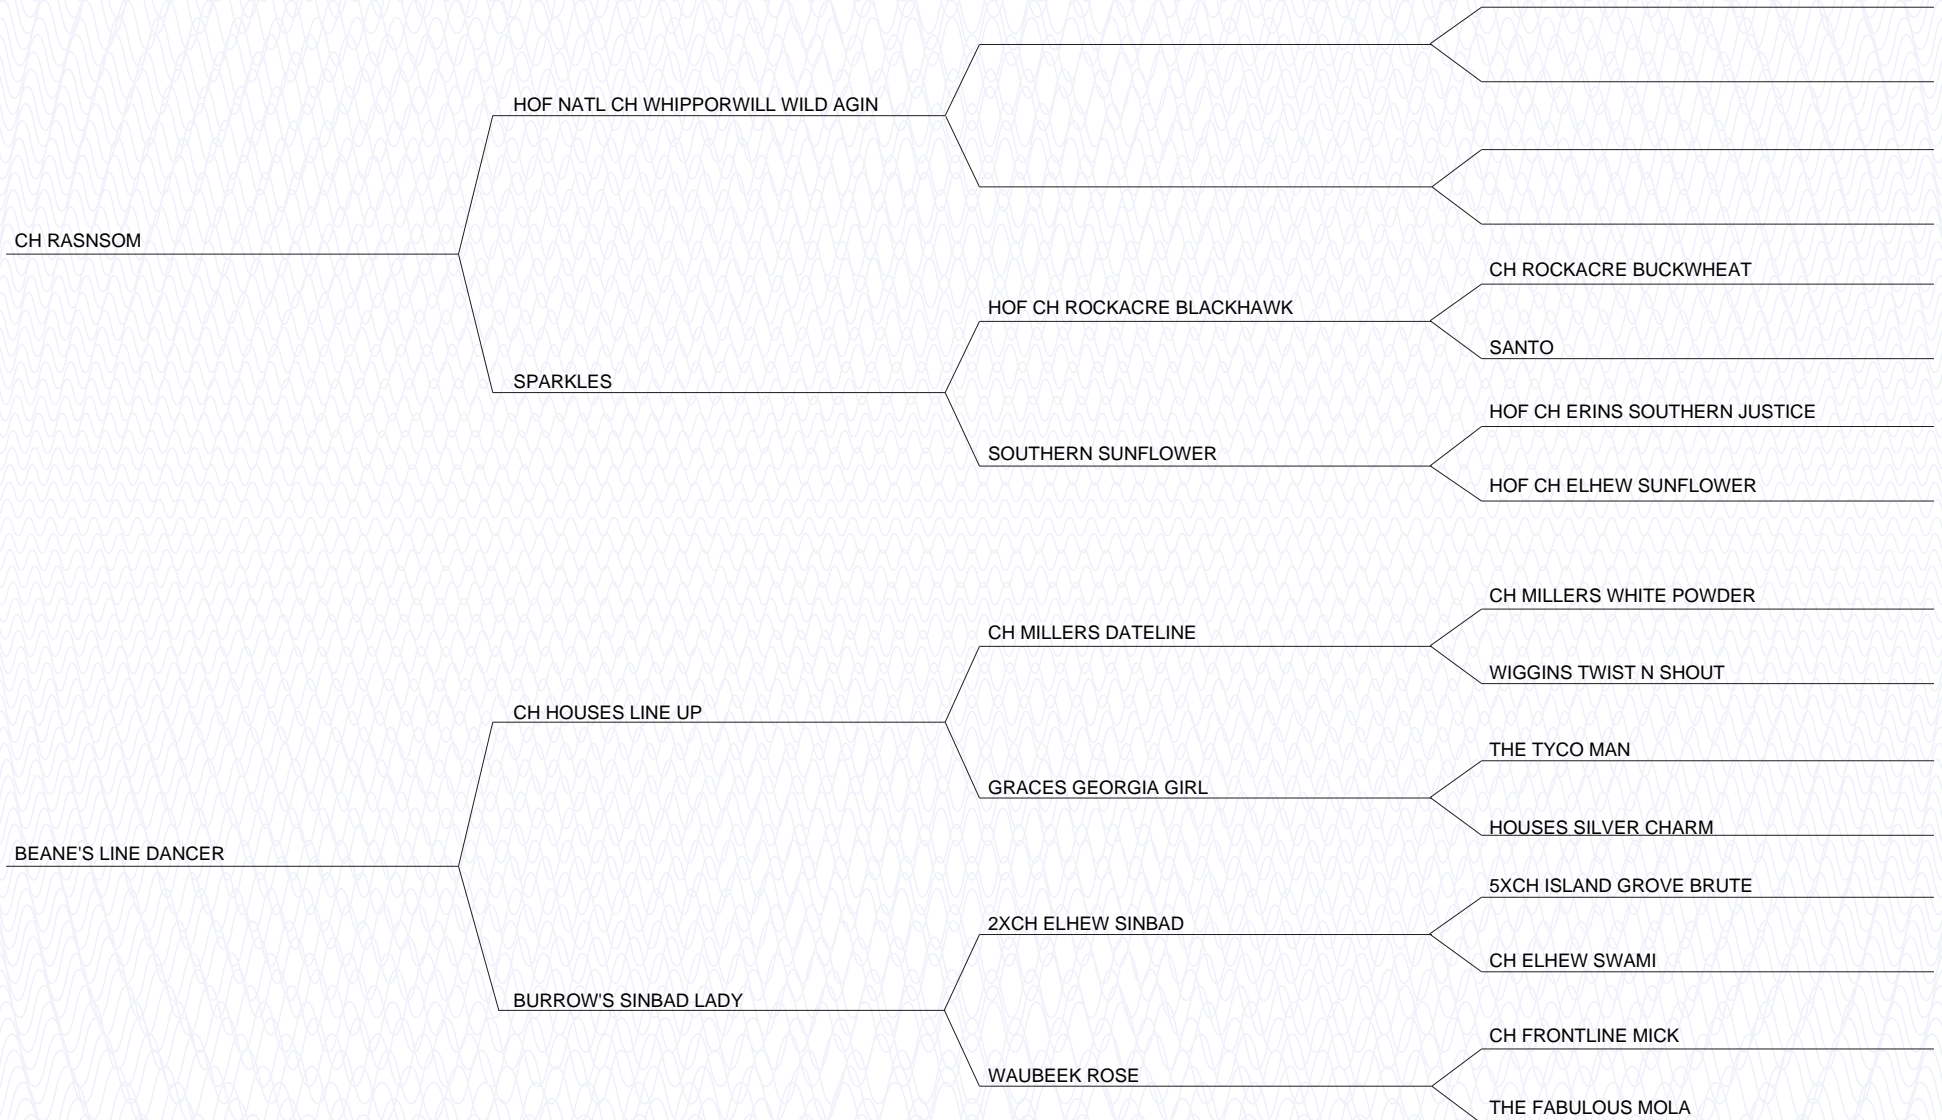 HOF NATL CH WHIPPORWILL WILD AGIN
CH RASNSOM
CH ROCKACRE BUCKWHEAT
HOF CH ROCKACRE BLACKHAWK
SANTO
SPARKLES
HOF CH ERINS SOUTHERN JUSTICE
SOUTHERN SUNFLOWER
HOF CH ELHEW SUNFLOWER
CH MILLERS WHITE POWDER
CH MILLERS DATELINE
WIGGINS TWIST N SHOUT
CH HOUSES LINE UP
THE TYCO MAN
GRACES GEORGIA GIRL
HOUSES SILVER CHARM
BEANE'S LINE DANCER
5XCH ISLAND GROVE BRUTE
2XCH ELHEW SINBAD
CH ELHEW SWAMI
BURROW'S SINBAD LADY
CH FRONTLINE MICK
WAUBEEK ROSE
THE FABULOUS MOLA